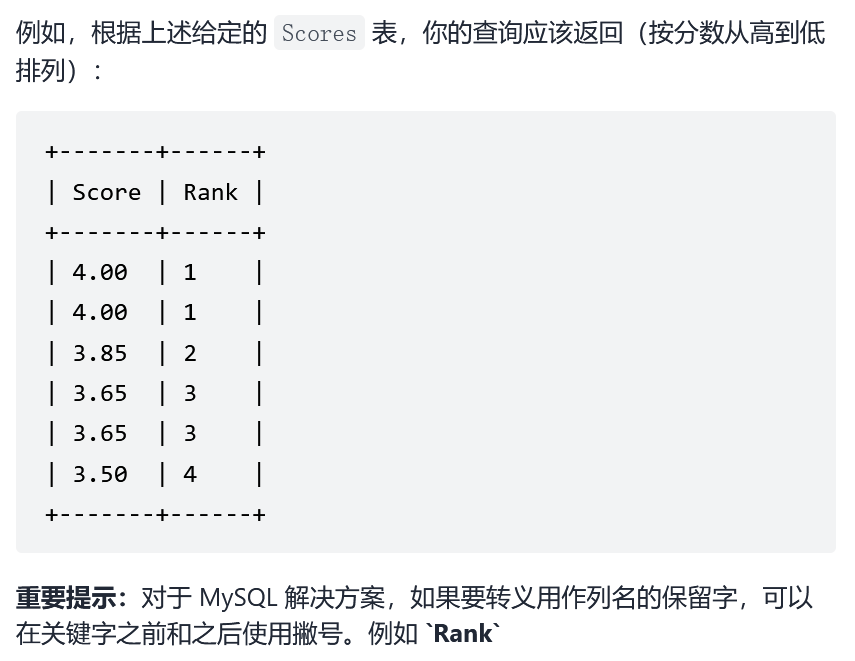 例如，根据上述给定的 Scores 表，你的查询应该返回（按分数从高到低
排列）：
+-------+------+
| Score | Rank |
+-------+------+
| 4.00  | 1    |
| 4.00  | 1    |
| 3.85  | 2    |
| 3.65  | 3    |
| 3.65  | 3    |
| 3.50  | 4    |
+-------+------+
重要提示：对于 MySQL 解决方案，如果要转义用作列名的保留字，可以
在关键字之前和之后使用撇号。例如 `Rank`